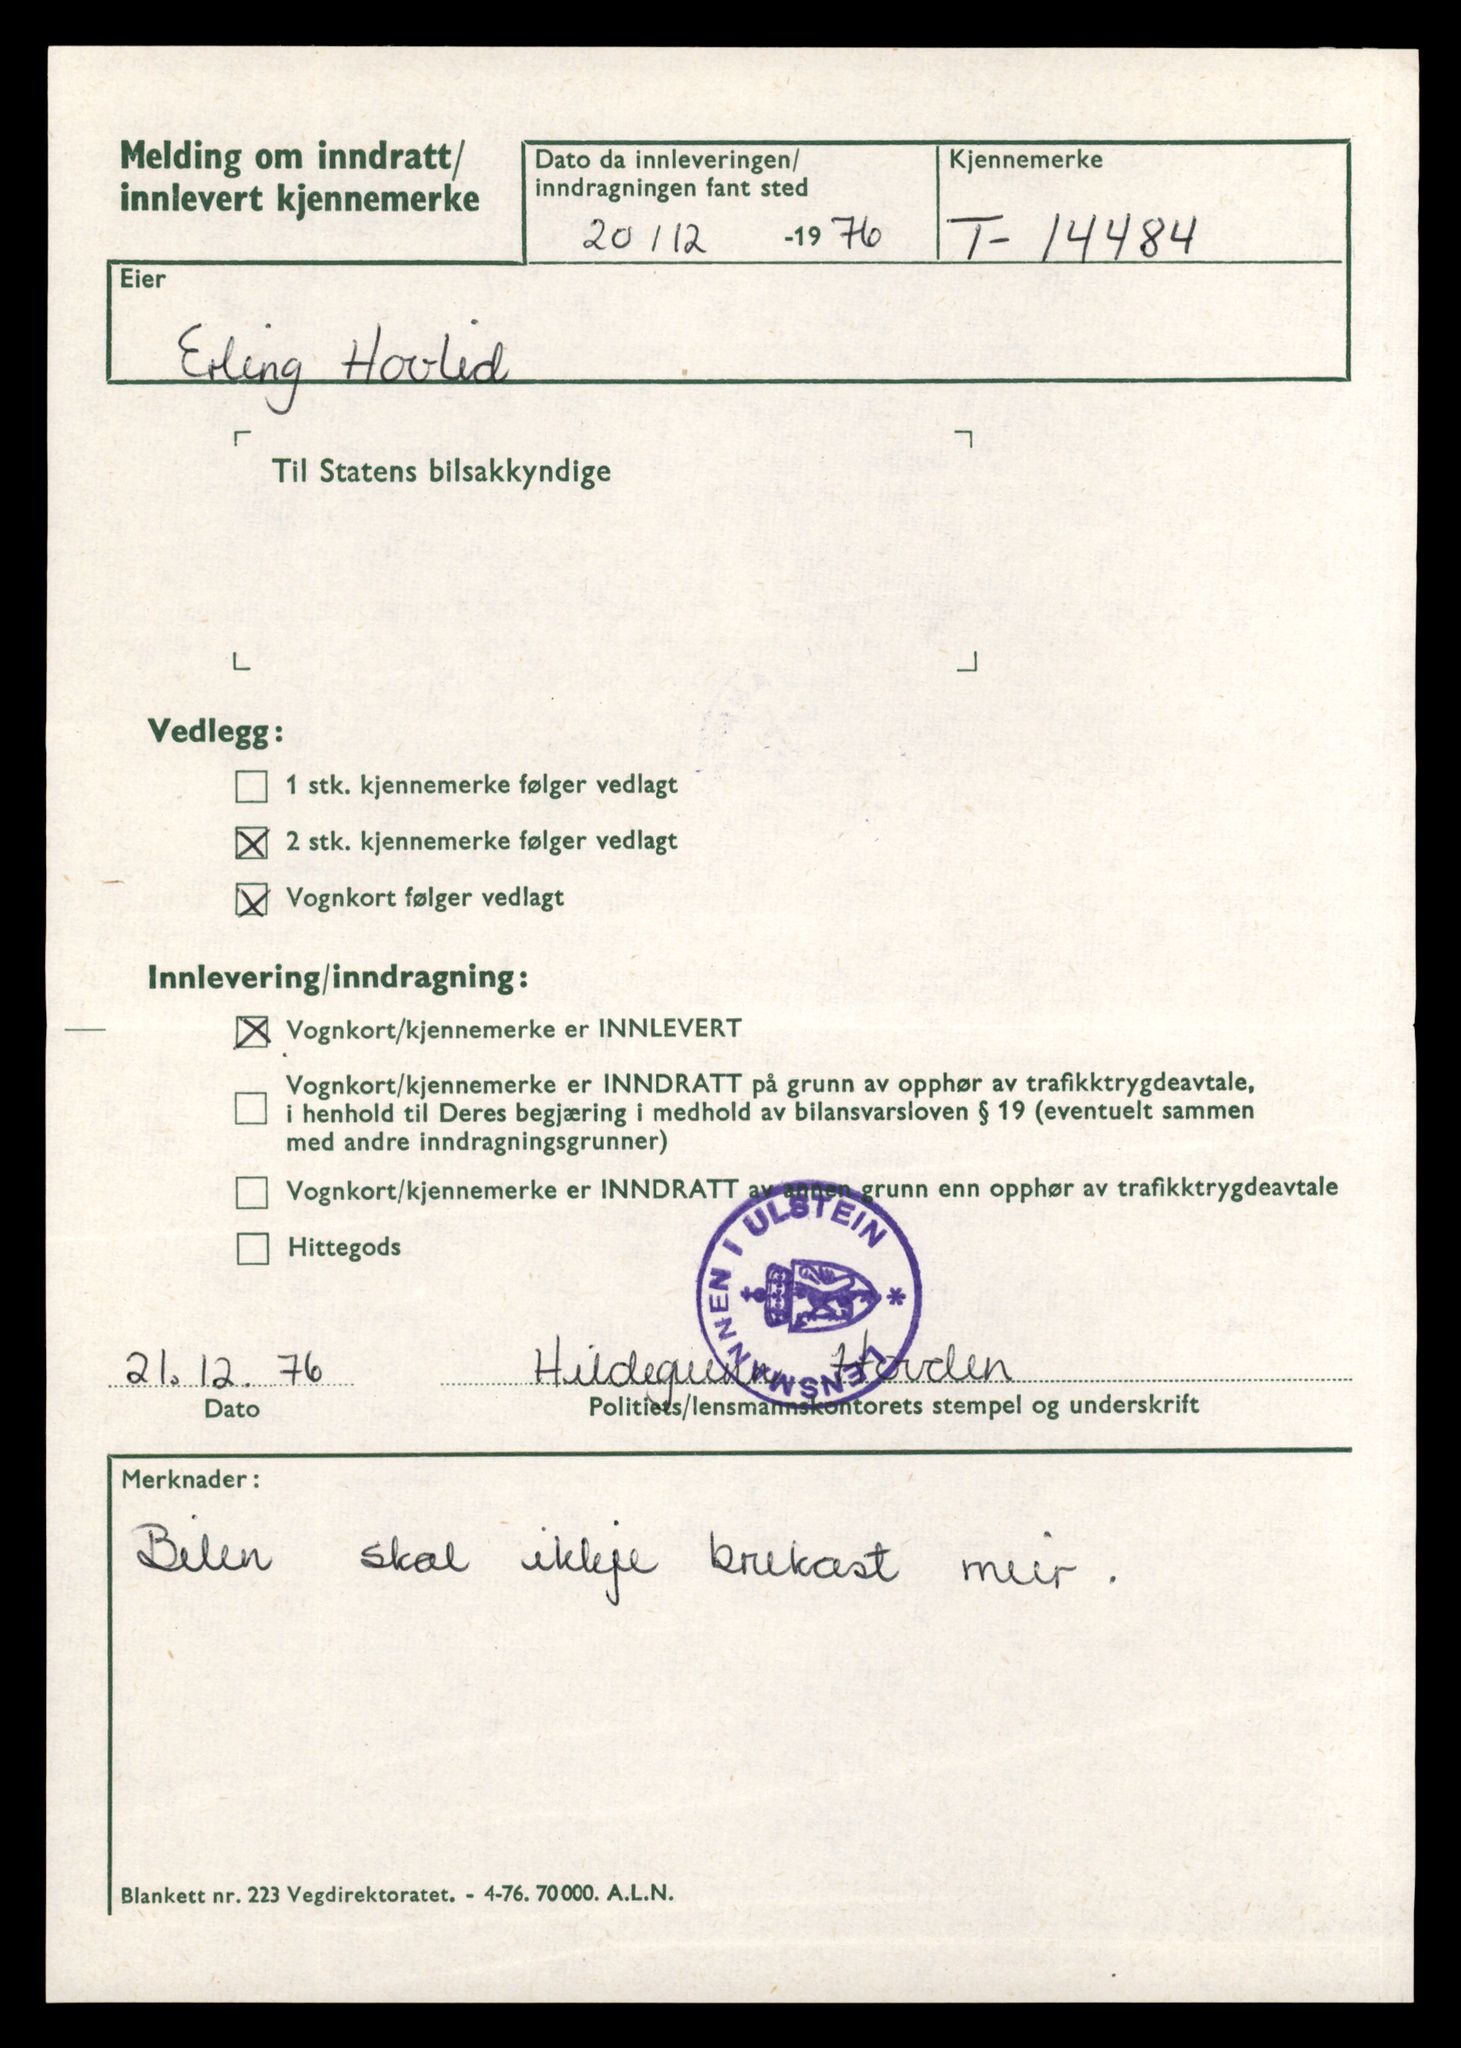 Melding om inndratt/
innlevert kjennemerke
Dato da innleveringen/
inndragningen fant sted
20/12 -1976
Kjennemerke
T- 14484
Eier
Erling Hovlid
Til Statens bilsakkyndige
Vedlegg:
1 stk. kjennemerke følger vedlagt
2 stk. kjennemerke følger vedlagt
Vognkort følger vedlagt
Innlevering/inndragning:
Vognkort/kjennemerke er INNLEVERT
Vognkort/kjennemerke er INNDRATT på grunn av opphør av trafikktrygdeavtale,
i henhold til Deres begjæring i medhold av bilansvarsloven § 19 (eventuelt sammen
med andre inndragningsgrunner)
Vognkort/kjennemerke er INNDRATT av annen grunn enn opphør av trafikktrygdeavtale
Hittegods
LENSMANNEN I ULSTEIN *
21.12.76
Hildegunn Hovden
Dato
Politiets/lensmannskontorets stempel og underskrift
Merknader:
Bilen skal ikkje brukast meir.
Blankett nr. 223 Vegdirektoratet. - 4-76. 70000. A.L.N.